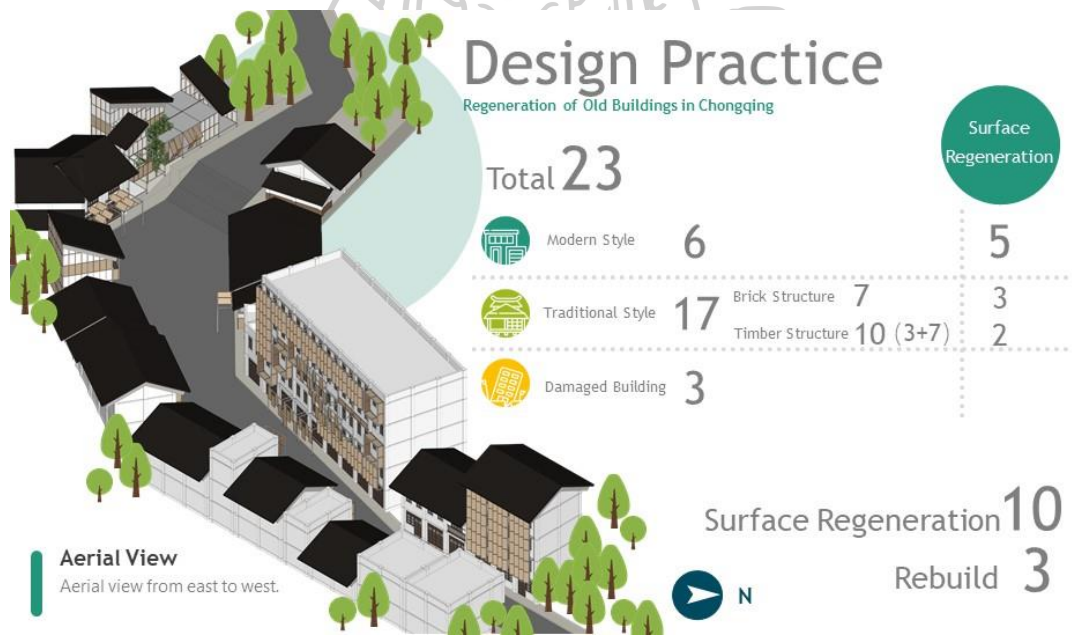 Design Practice
Regeneration of Old Buildings in Chongqing
Surface
Regeneration
Total 23
Modern Style 6 5
Traditional Style 17
Brick Structure 7 3
Timber Structure 10 (3+7) 2
Damaged Building 3
Surface Regeneration 10
Rebuild 3
Aerial View
Aerial view from east to west.
N